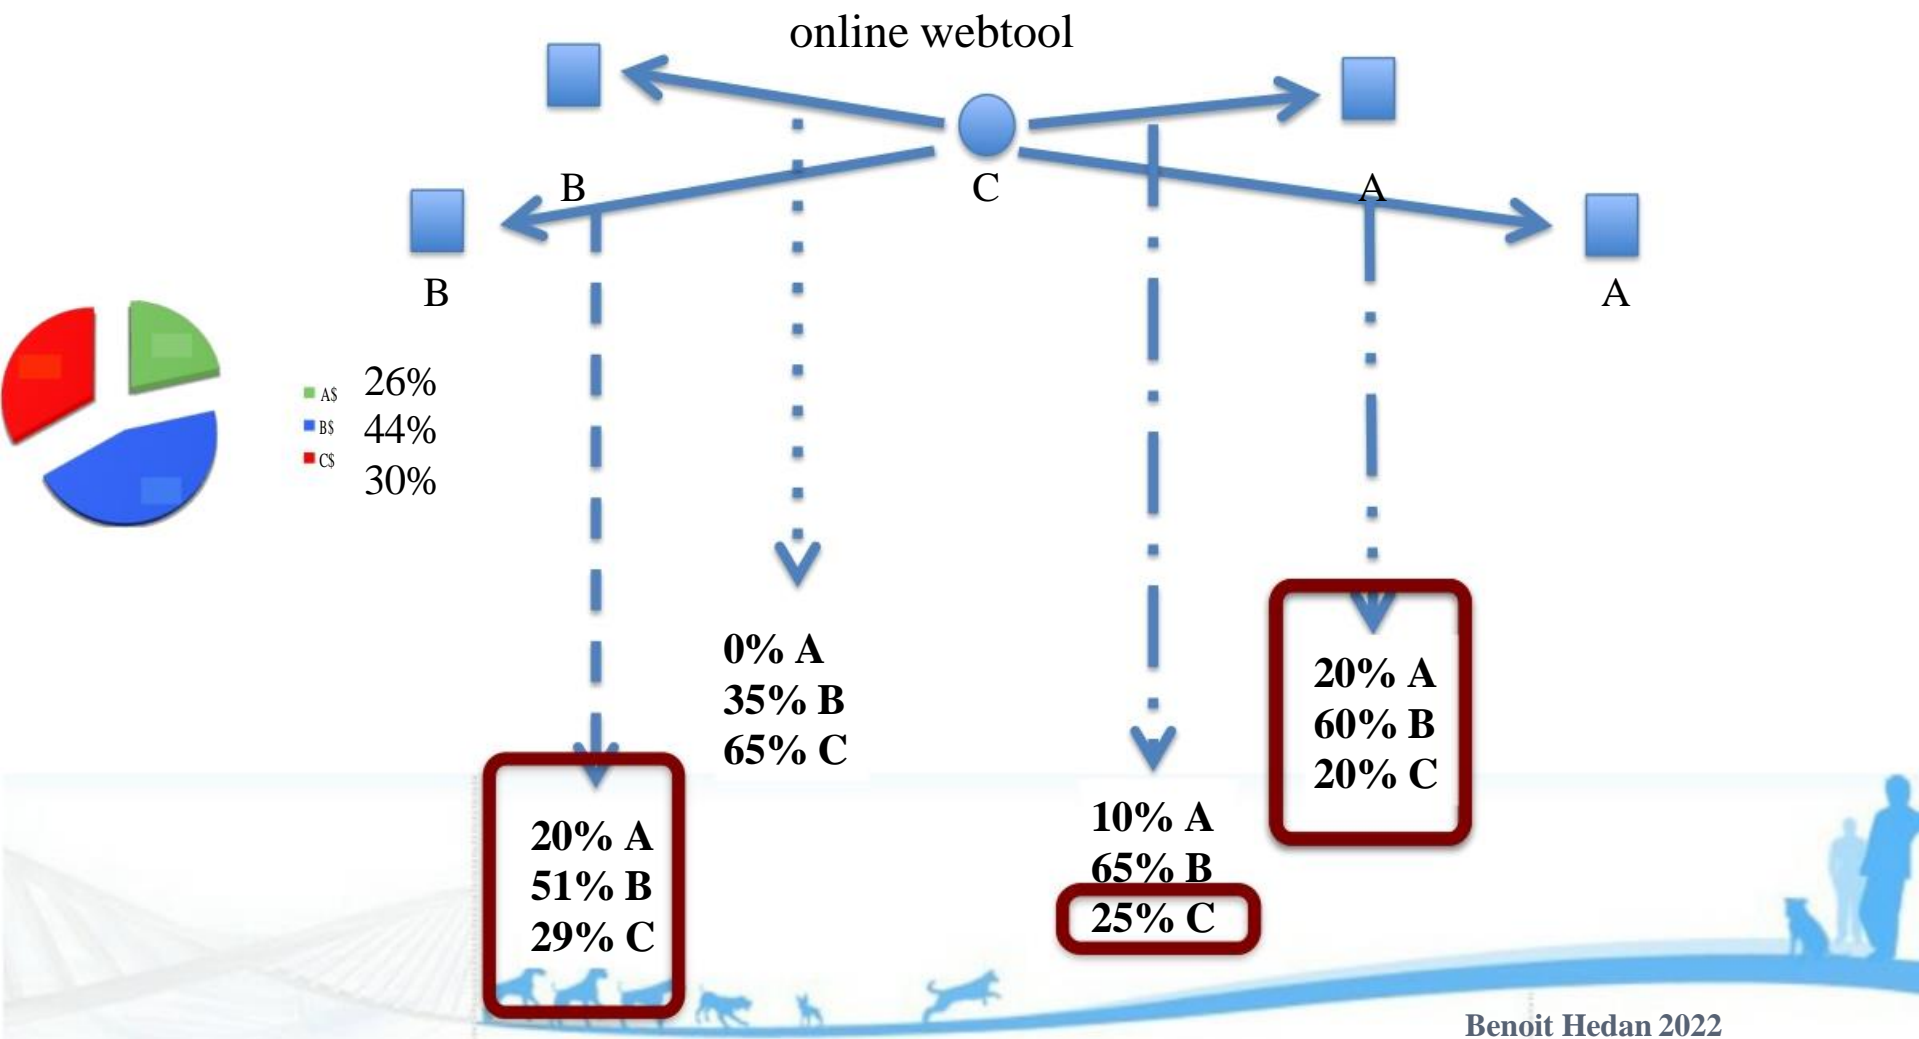 online webtool
B
C
A
B
A
A$ 26%
B$ 44%
C$ 30%
0% A
35% B
65% C
20% A
60% B
20% C
10% A
65% B
25% C
20% A
51% B
29% C
Benoit Hedan 2022